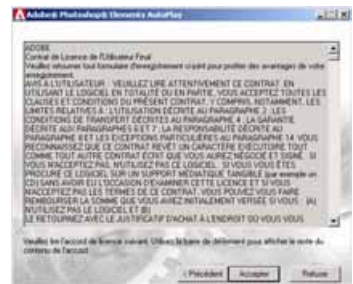 Adobe® Photoshop® Elements AutoPlay
ADOBE
Contrat de Licence de l'Utilisateur Final
Veuillez retourner tout formulaire d'enregistrement ci-joint pour profiter des avantages de votre
enregistrement.
AVIS A L'UTILISATEUR : VEUILLEZ LIRE ATTENTIVEMENT CE CONTRAT. EN
UTILISANT LE LOGICIEL EN TOTALITE OU EN PARTIE, VOUS ACCEPTEZ TOUTES LES
CLAUSES ET CONDITIONS DU PRÉSENT CONTRAT, Y COMPRIS, NOTAMMENT, LES
LIMITES RELATIVES A : L'UTILISATION DÉCRITE AU PARAGRAPHE 2 ; LES
CONDITIONS DE TRANSFERT DÉCRITES AU PARAGRAPHE 4 ; LA GARANTIE
DÉCRITE AUX PARAGRAPHES 6 ET 7 ; LA RESPONSABILITÉ DÉCRITE AU
PARAGRAPHE 8 ET LES EXCEPTIONS PARTICULIÈRES AU PARAGRAPHE 14. VOUS
RECONNAISSEZ QUE CE CONTRAT REVÊT UN CARACTÈRE EXÉCUTOIRE TOUT
COMME TOUT AUTRE CONTRAT ÉCRIT QUE VOUS AURIEZ NÉGOCIÉ ET SIGNÉ. SI
VOUS N'ACCEPTEZ PAS, N'UTILISEZ PAS CE LOGICIEL. SI VOUS VOUS ÊTES
PROCURÉ CE LOGICIEL SUR UN SUPPORT MÉDIATIQUE TANGIBLE (par exemple un
CD) SANS AVOIR EU L'OCCASION D'EXAMINER CETTE LICENCE ET SI VOUS
N'ACCEPTEZ PAS LES TERMES DE CE CONTRAT, VOUS POUVEZ VOUS FAIRE
REMBOURSER LA SOMME QUE VOUS AVIEZ INITIALEMENT VERSÉE SI VOUS : (A)
N'UTILISEZ PAS LE LOGICIEL ET (B)
LE RETOURNEZ AVEC LE JUSTIFICATIF D'ACHAT À L'ENDROIT OÙ VOUS VOUS
Veuillez lire l'accord de licence suivant. Utilisez la barre de défilement pour afficher le reste du
contenu de l'accord.
< Précédent Accepter Refuser